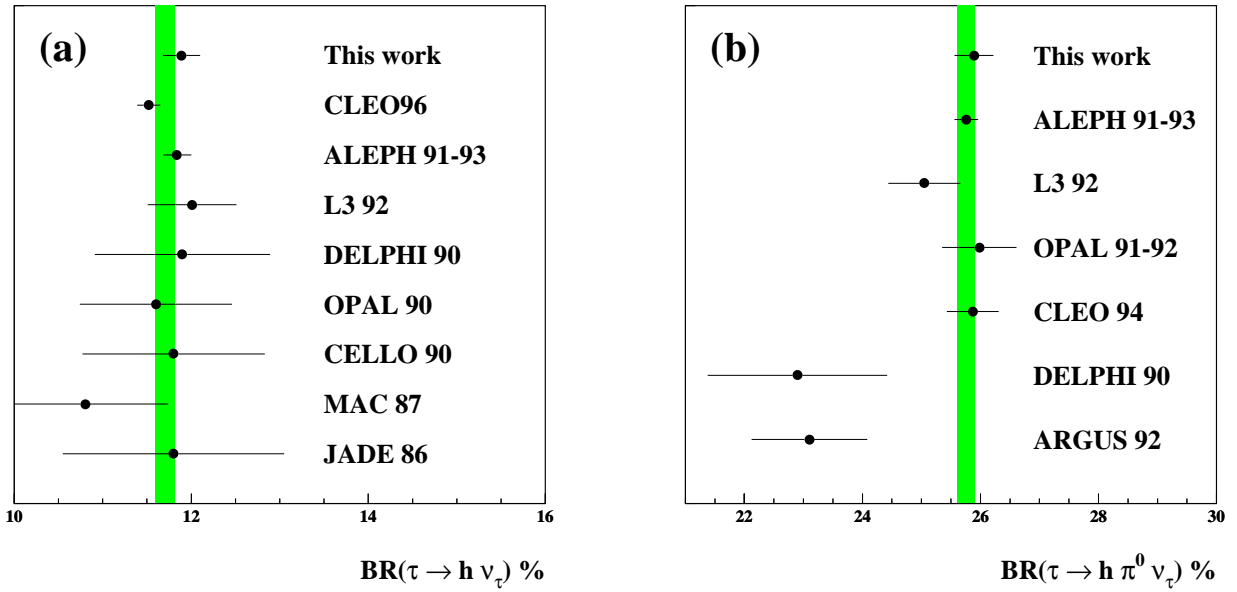 (a)
This work
CLEO96
ALEPH 91-93
L3 92
DELPHI 90
OPAL 90
CELLO 90
MAC 87
JADE 86
10 12 14 16
BR(τ → h ν_τ) %
(b)
This work
ALEPH 91-93
L3 92
OPAL 91-92
CLEO 94
DELPHI 90
ARGUS 92
22 24 26 28 30
BR(τ → h π⁰ ν_τ) %